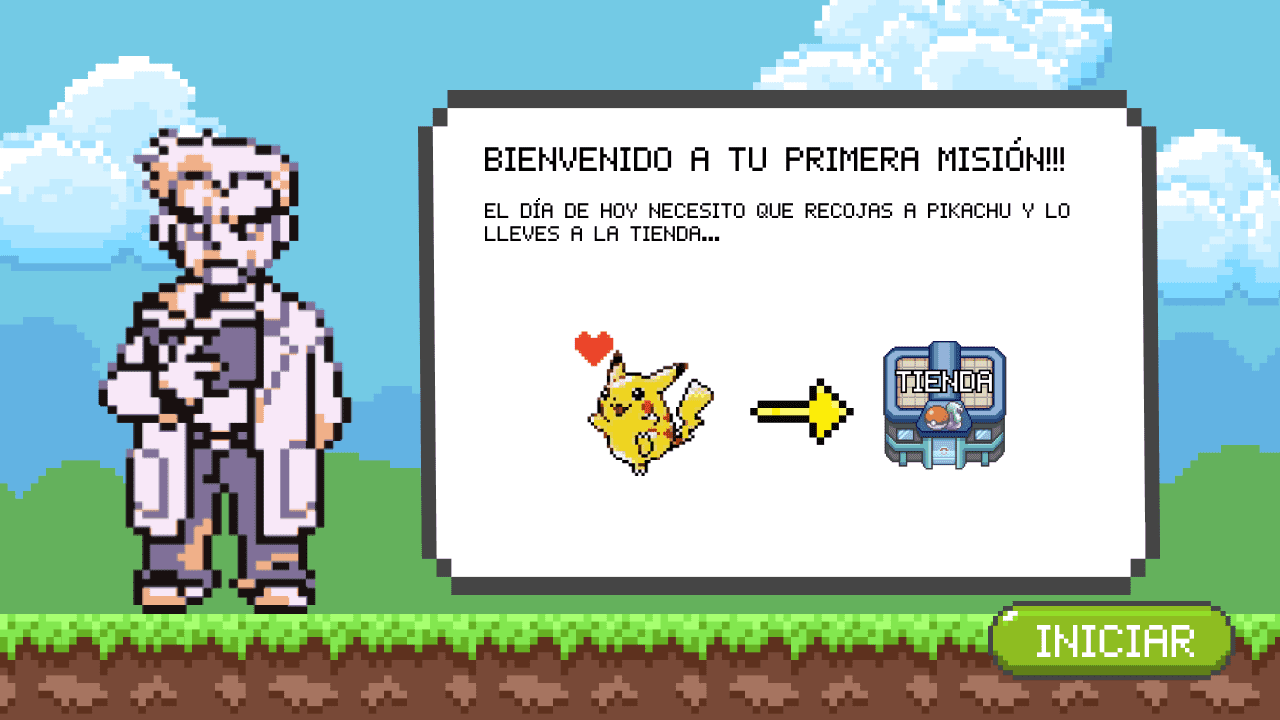 BIENVENIDO A TU PRIMERA MISIÓN!!!
EL DÍA DE HOY NECESITO QUE RECOJAS A PIKACHU Y LO
LLEVES A LA TIENDA...
TIENDA
INICIAR